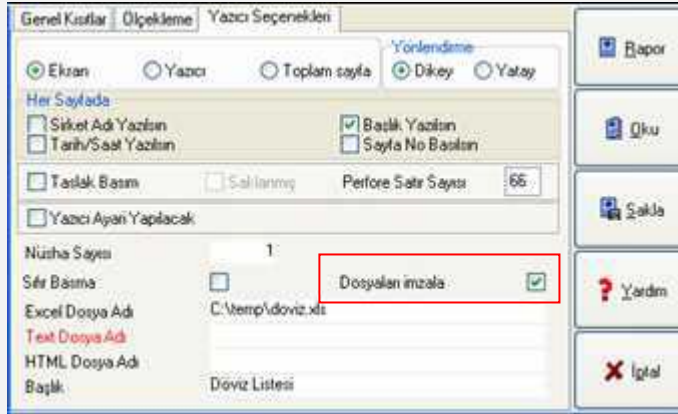 Genel Kısıtlar Ölçekleme Yazıcı Seçenekleri
Yönlendirme
Ekran Yazıcı Toplam sayfa Dikey Yatay
Her Sayfada
Şirket Adı Yazılsın Başlık Yazılsın
Tarih/Saat Yazılsın Sayfa No Basılsın
Taslak Basım Saklanmış Perfore Satır Sayısı 66
Yazıcı Ayarı Yapılacak
Nüsha Sayısı 1
Sıfır Basma Dosyaları imzala
Excel Dosya Adı C:\temp\doviz.xls
Text Dosya Adı
HTML Dosya Adı
Başlık Döviz Listesi
Rapor
Oku
Sakla
Yardım
İptal